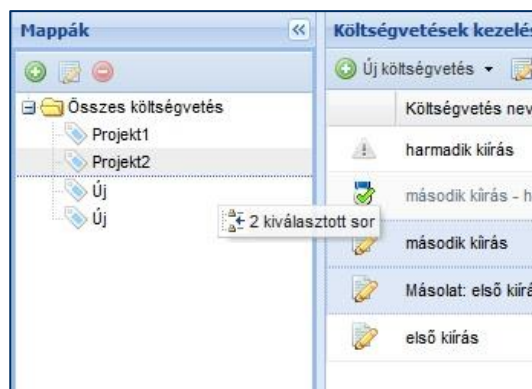 Mappák
Összes költségvetés
Projekt1
Projekt2
Új
Új
2 kiválasztott sor
Költségvetések kezelés
Új költségvetés
Költségvetés nev
harmadik kiírás
második kiírás - h
második kiírás
Másolat: első kiírá
első kiírás